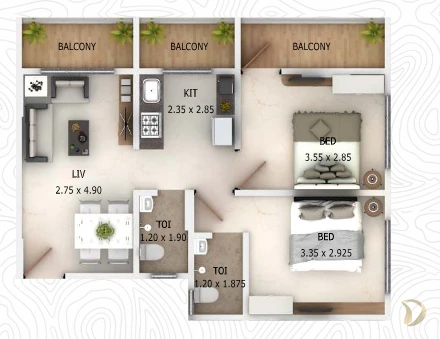 BALCONY
BALCONY
BALCONY
KIT
2.35 x 2.85
BED
3.55 x 2.85
LIV
2.75 x 4.90
TOI
1.20 x 1.90
BED
3.35 x 2.925
TOI
1.20 x 1.875